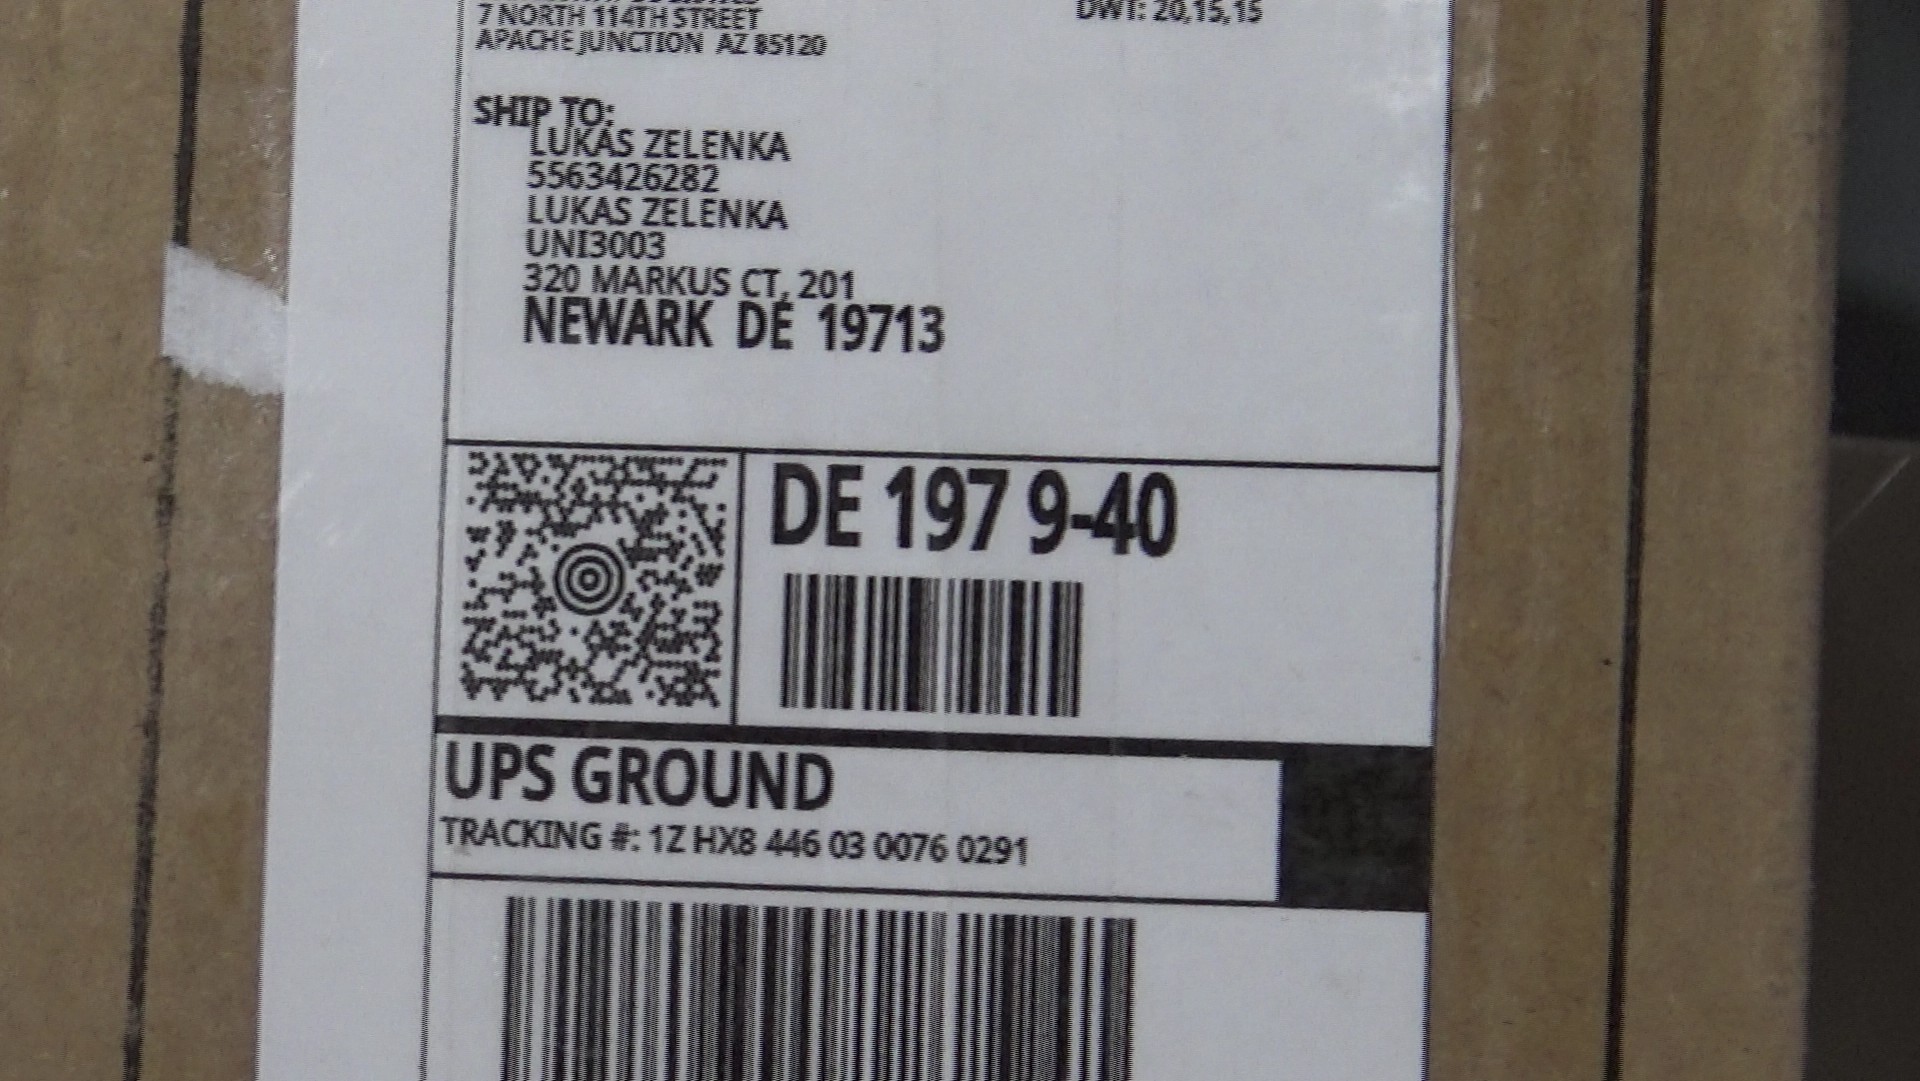 7 NORTH 114TH STREET
APACHE JUNCTION AZ 85120
DWT: 20,15,15
SHIP TO:
LUKAS ZELENKA
5563426282
LUKAS ZELENKA
UNI3003
320 MARKUS CT, 201
NEWARK DE 19713
DE 197 9-40
UPS GROUND
TRACKING #: 1Z HX8 446 03 0076 0291